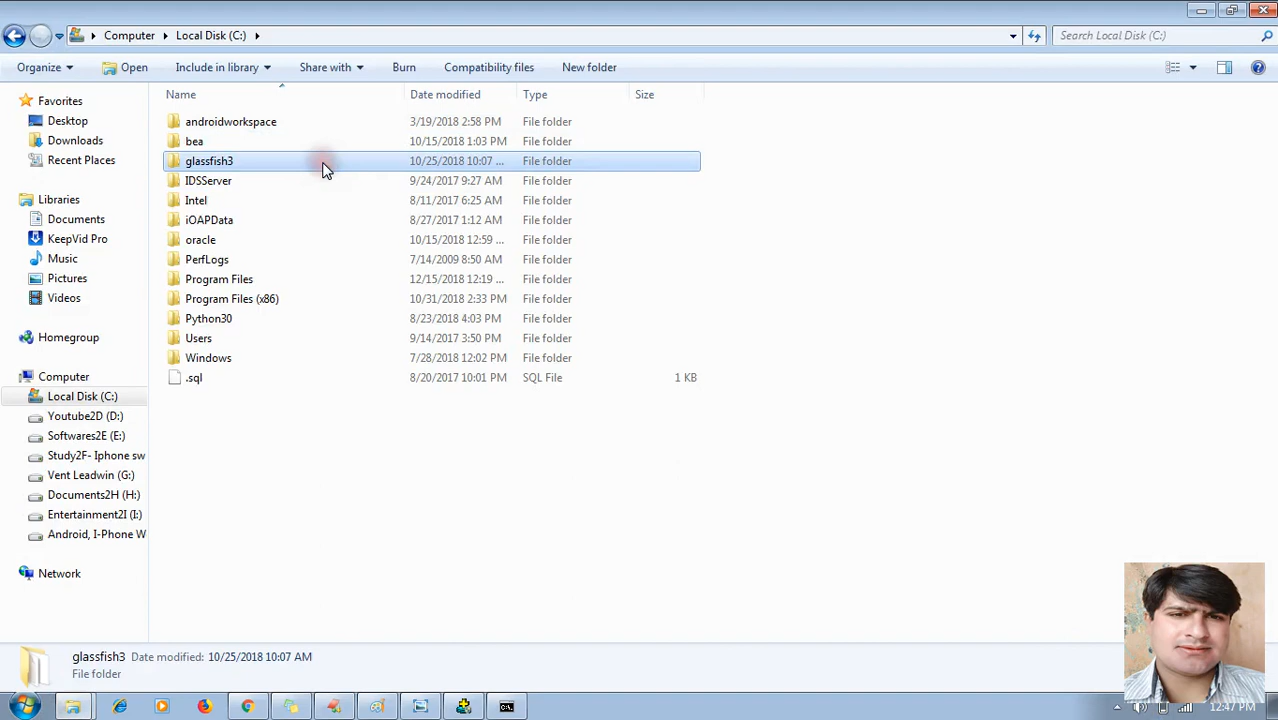 Computer Local Disk (C:) Search Local Disk (C:)
Organize Open Include in library Share with Burn Compatibility files New folder
Name Date modified Type Size
Favorites
Desktop
Downloads
Recent Places
Libraries
Documents
KeepVid Pro
Music
Pictures
Videos
Homegroup
Computer
Local Disk (C:)
Youtube2D (D:)
Softwares2E (E:)
Study2F- Iphone sw
Vent Leadwin (G:)
Documents2H (H:)
Entertainment2I (I:)
Android, I-Phone W
Network
androidworkspace 3/19/2018 2:58 PM File folder
bea 10/15/2018 1:03 PM File folder
glassfish3 10/25/2018 10:07 ... File folder
IDSServer 9/24/2017 9:27 AM File folder
Intel 8/11/2017 6:25 AM File folder
iOAPData 8/27/2017 1:12 AM File folder
oracle 10/15/2018 12:59 ... File folder
PerfLogs 7/14/2009 8:50 AM File folder
Program Files 12/15/2018 12:19 ... File folder
Program Files (x86) 10/31/2018 2:33 PM File folder
Python30 8/23/2018 4:03 PM File folder
Users 9/14/2017 3:50 PM File folder
Windows 7/28/2018 12:02 PM File folder
.sql 8/20/2017 10:01 PM SQL File 1 KB
glassfish3 Date modified: 10/25/2018 10:07 AM
File folder
12:47 PM